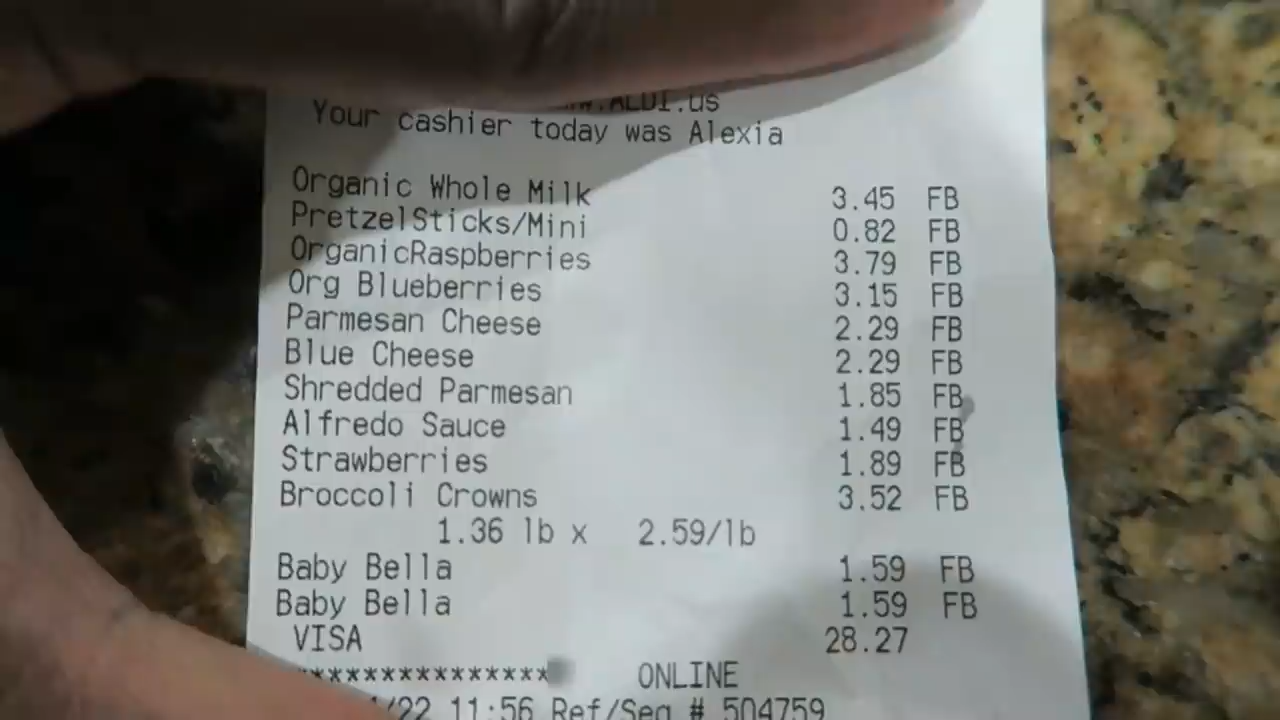 .ALDI.us
Your cashier today was Alexia
Organic Whole Milk 3.45 FB
PretzelSticks/Mini 0.82 FB
OrganicRaspberries 3.79 FB
Org Blueberries 3.15 FB
Parmesan Cheese 2.29 FB
Blue Cheese 2.29 FB
Shredded Parmesan 1.85 FB
Alfredo Sauce 1.49 FB
Strawberries 1.89 FB
Broccoli Crowns 3.52 FB
1.36 lb x 2.59/lb
Baby Bella 1.59 FB
Baby Bella 1.59 FB
VISA 28.27
*************** ONLINE
/22 11:56 Ref/Seq # 504759